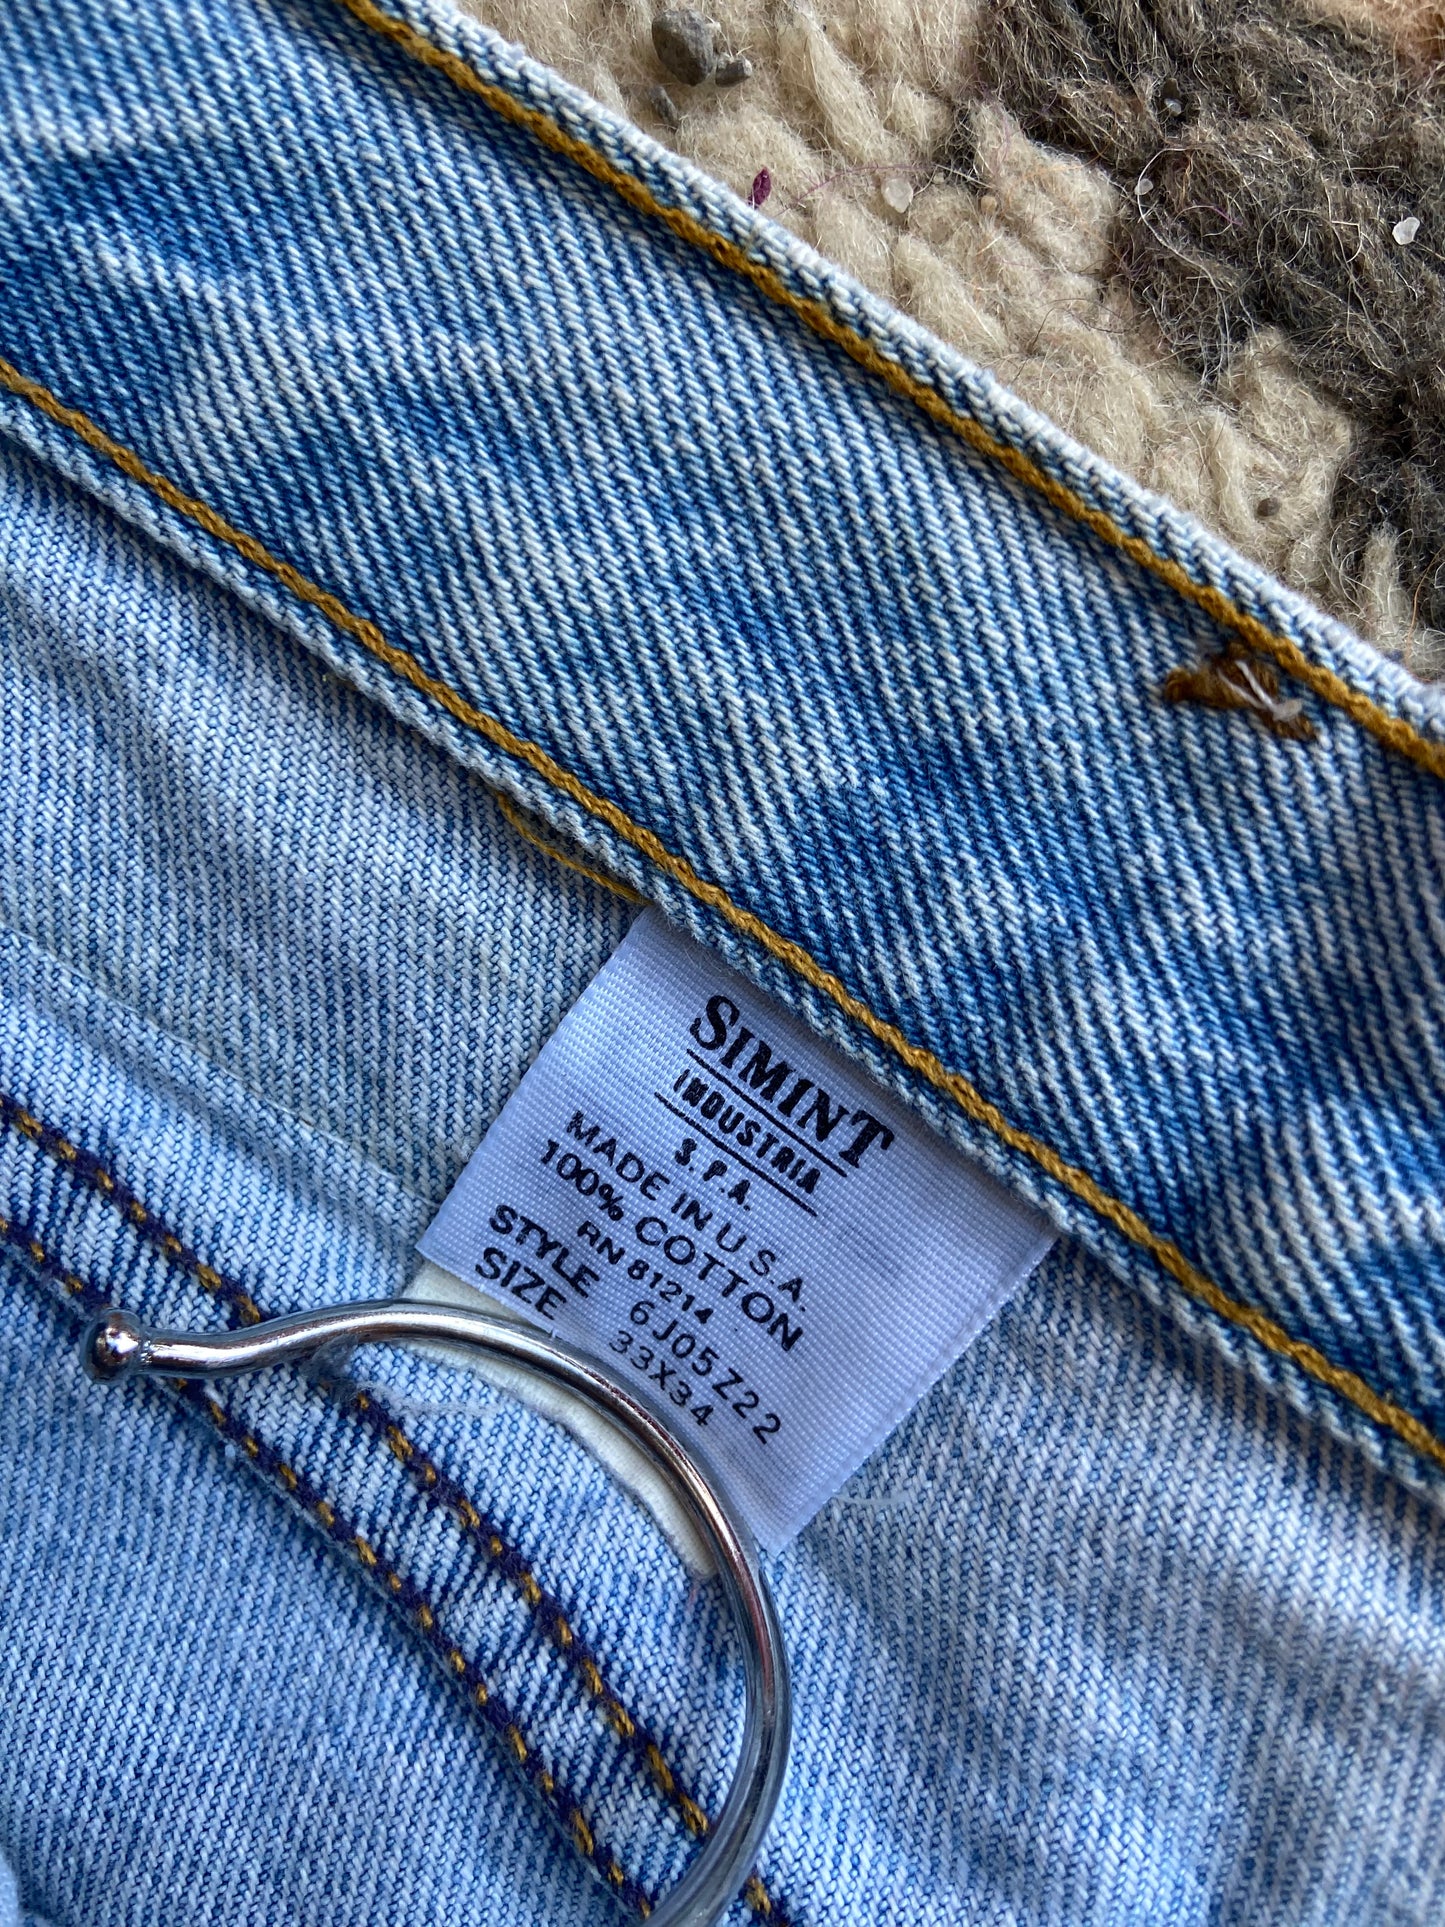 SIMINT
INDUSTRIA
S.P.A.
MADE IN U.S.A.
100% COTTON
RN 81214
STYLE 6J05Z22
SIZE 33X34